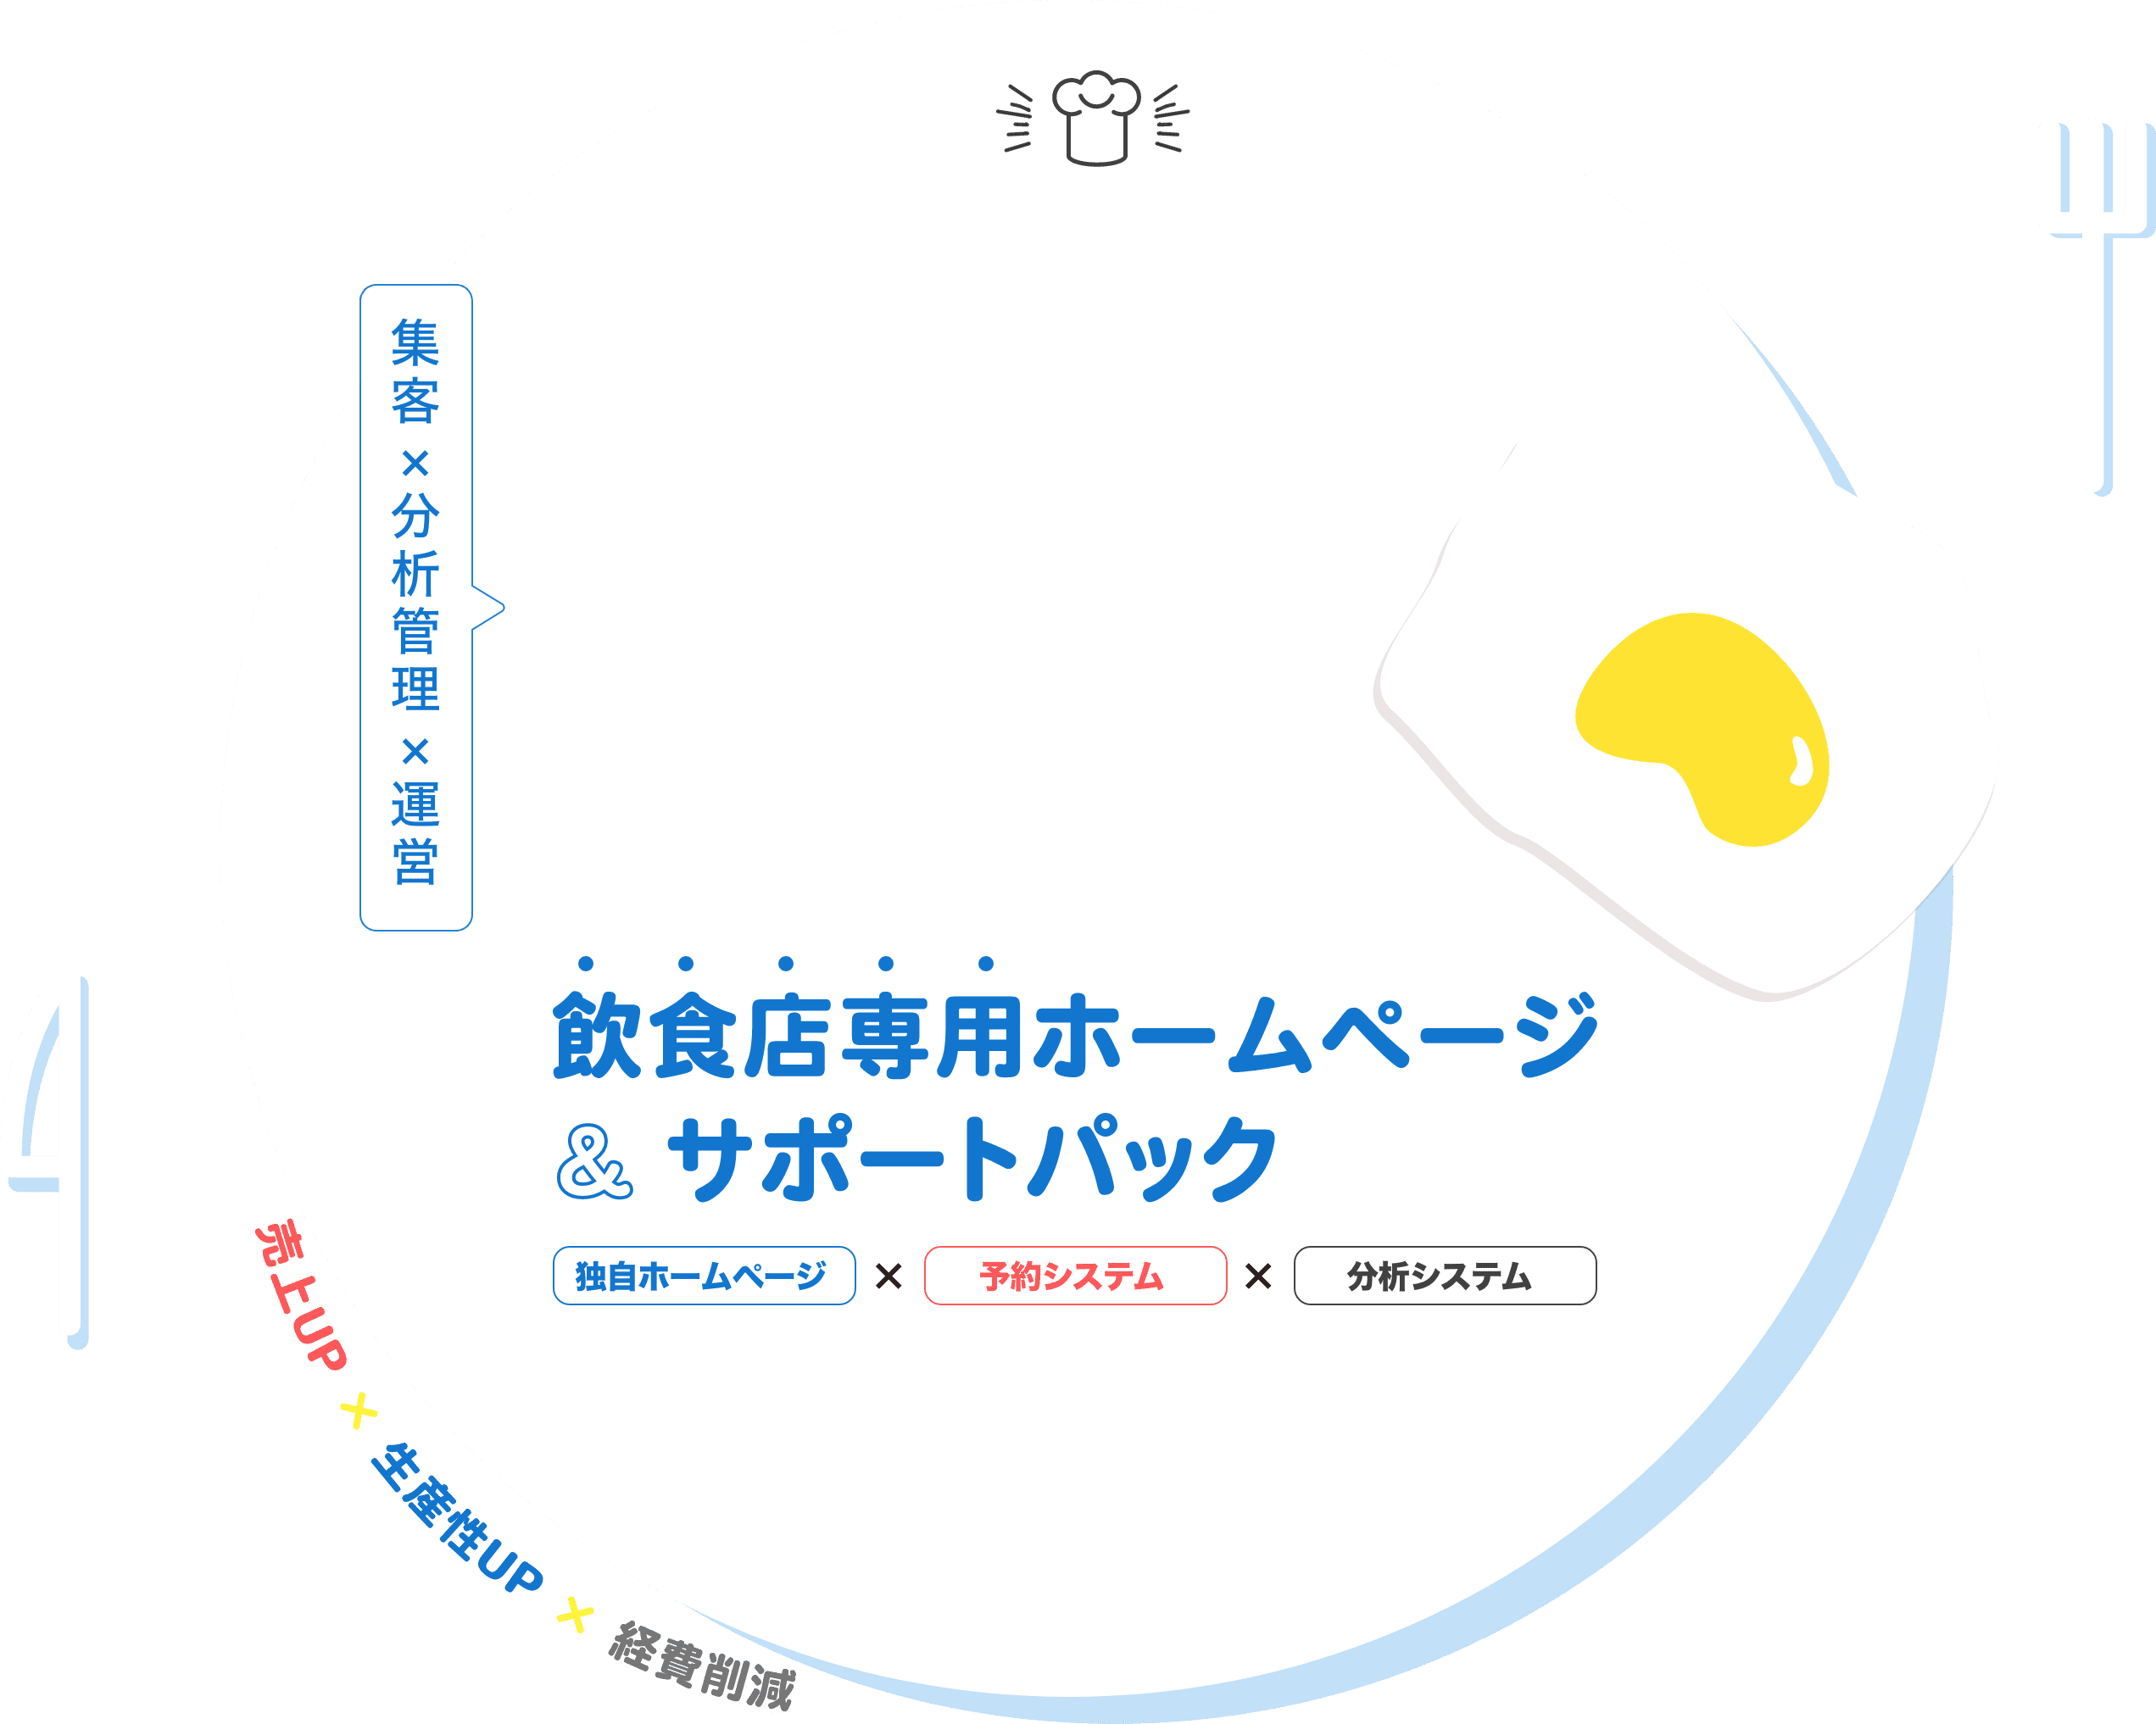 集客×分析管理×運営
飲食店専用ホームページ
& サポートパック
独自ホームページ × 予約システム × 分析システム
売上UP × 生産性UP × 経費削減